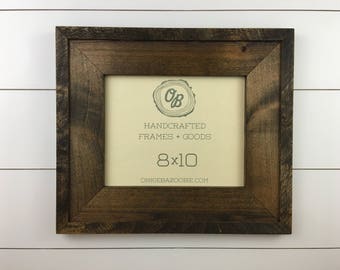 OB
HANDCRAFTED
FRAMES + GOODS
8x10